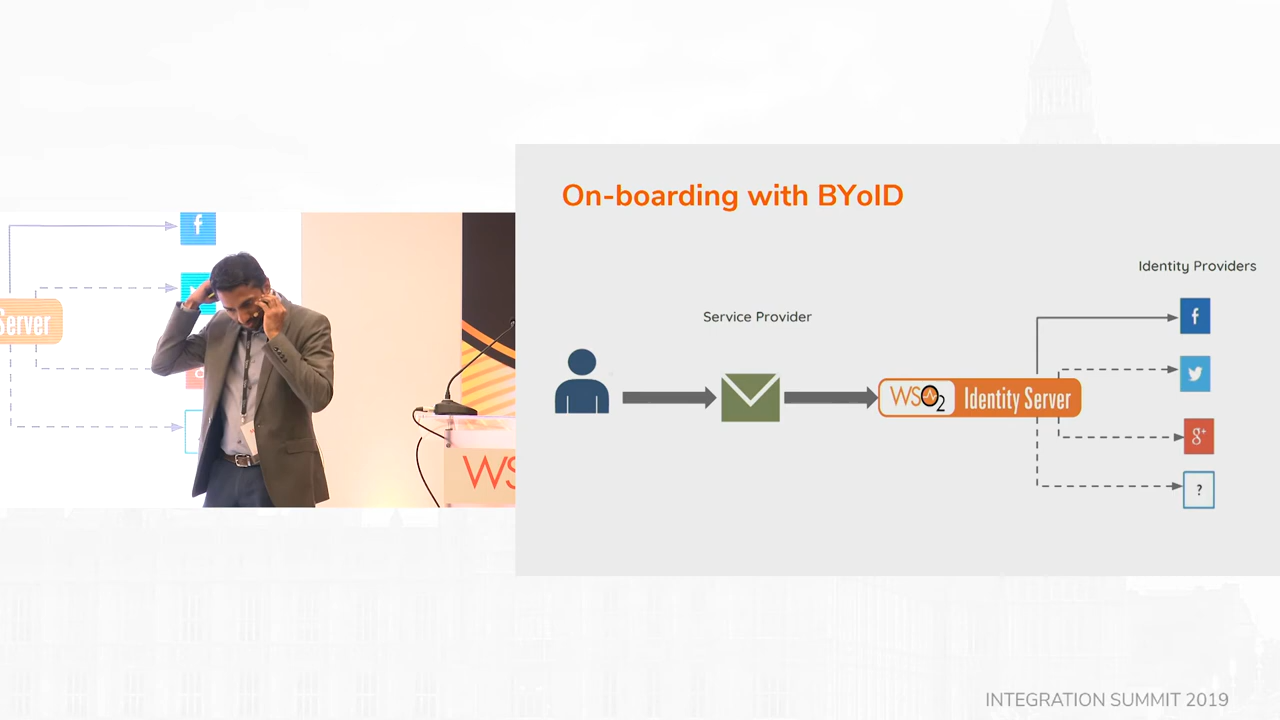 On-boarding with BYoID
Identity Providers
Service Provider
f
WSO2 Identity Server
g+
?
f
Server
WS
INTEGRATION SUMMIT 2019